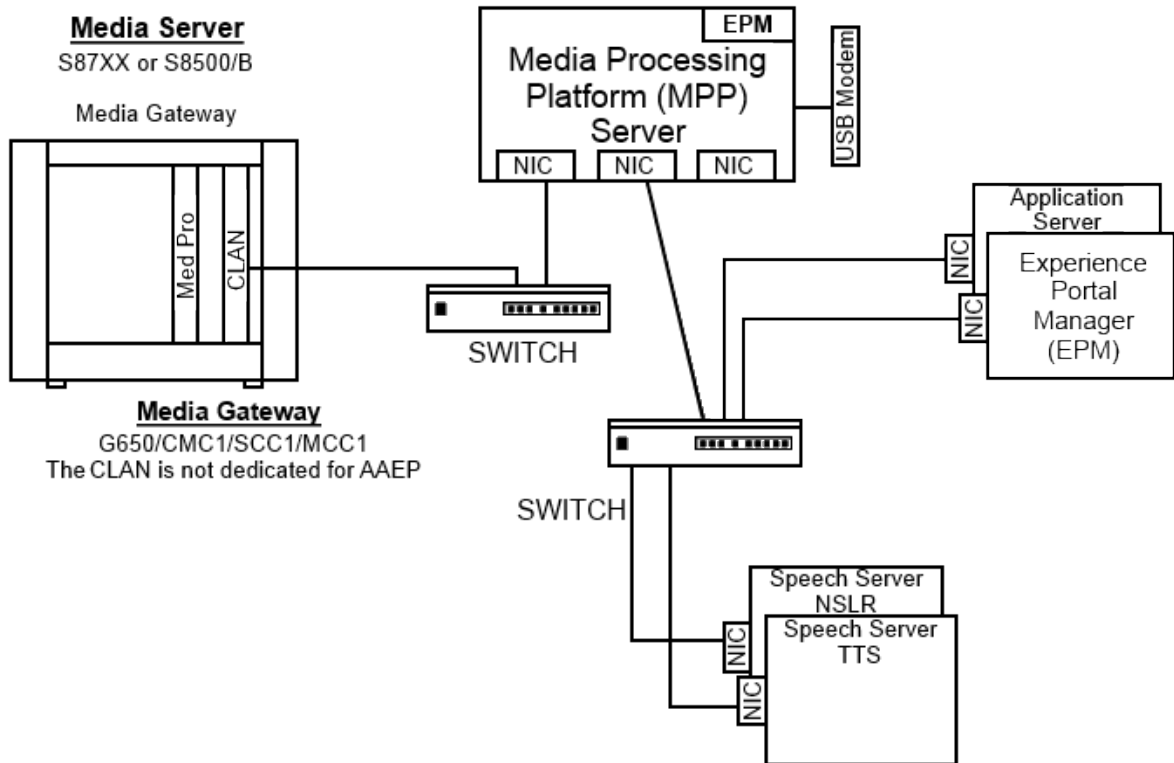 Media Server
S87XX or S8500/B
Media Gateway
Med Pro
CLAN
Media Gateway
G650/CMC1/SCC1/MCC1
The CLAN is not dedicated for AAEP
EPM
Media Processing
Platform (MPP)
Server
NIC
NIC
NIC
USB Modem
SWITCH
Application
Server
NIC
Experience
Portal
Manager
(EPM)
NIC
SWITCH
Speech Server
NSLR
NIC
Speech Server
TTS
NIC